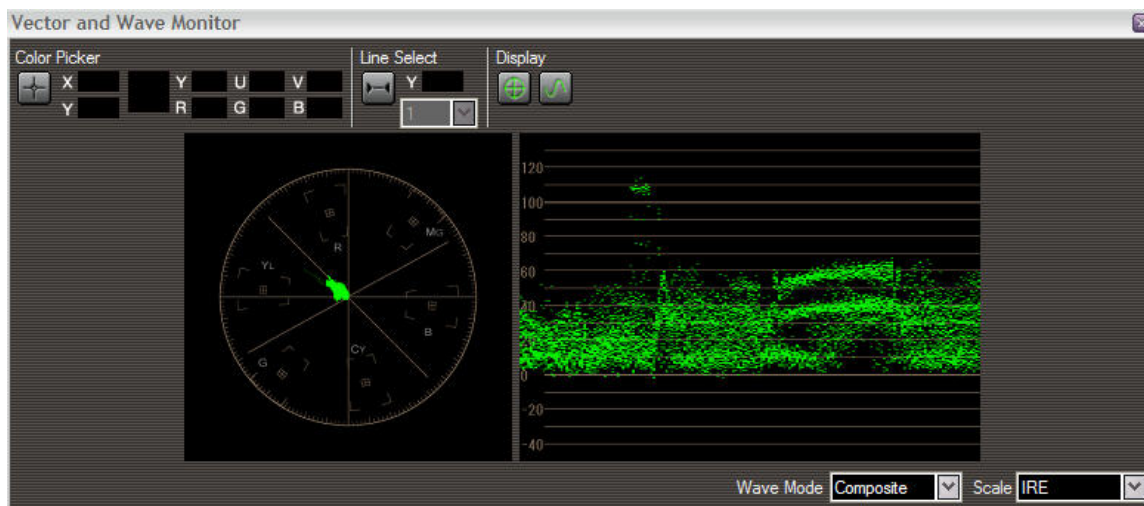 Vector and Wave Monitor
Color Picker
Line Select
Display
X
Y U V
Y
Y
R G B
1
R
MG
YL
B
G
CY
120
100
80
60
40
0
-20
-40
Wave Mode Composite
Scale IRE